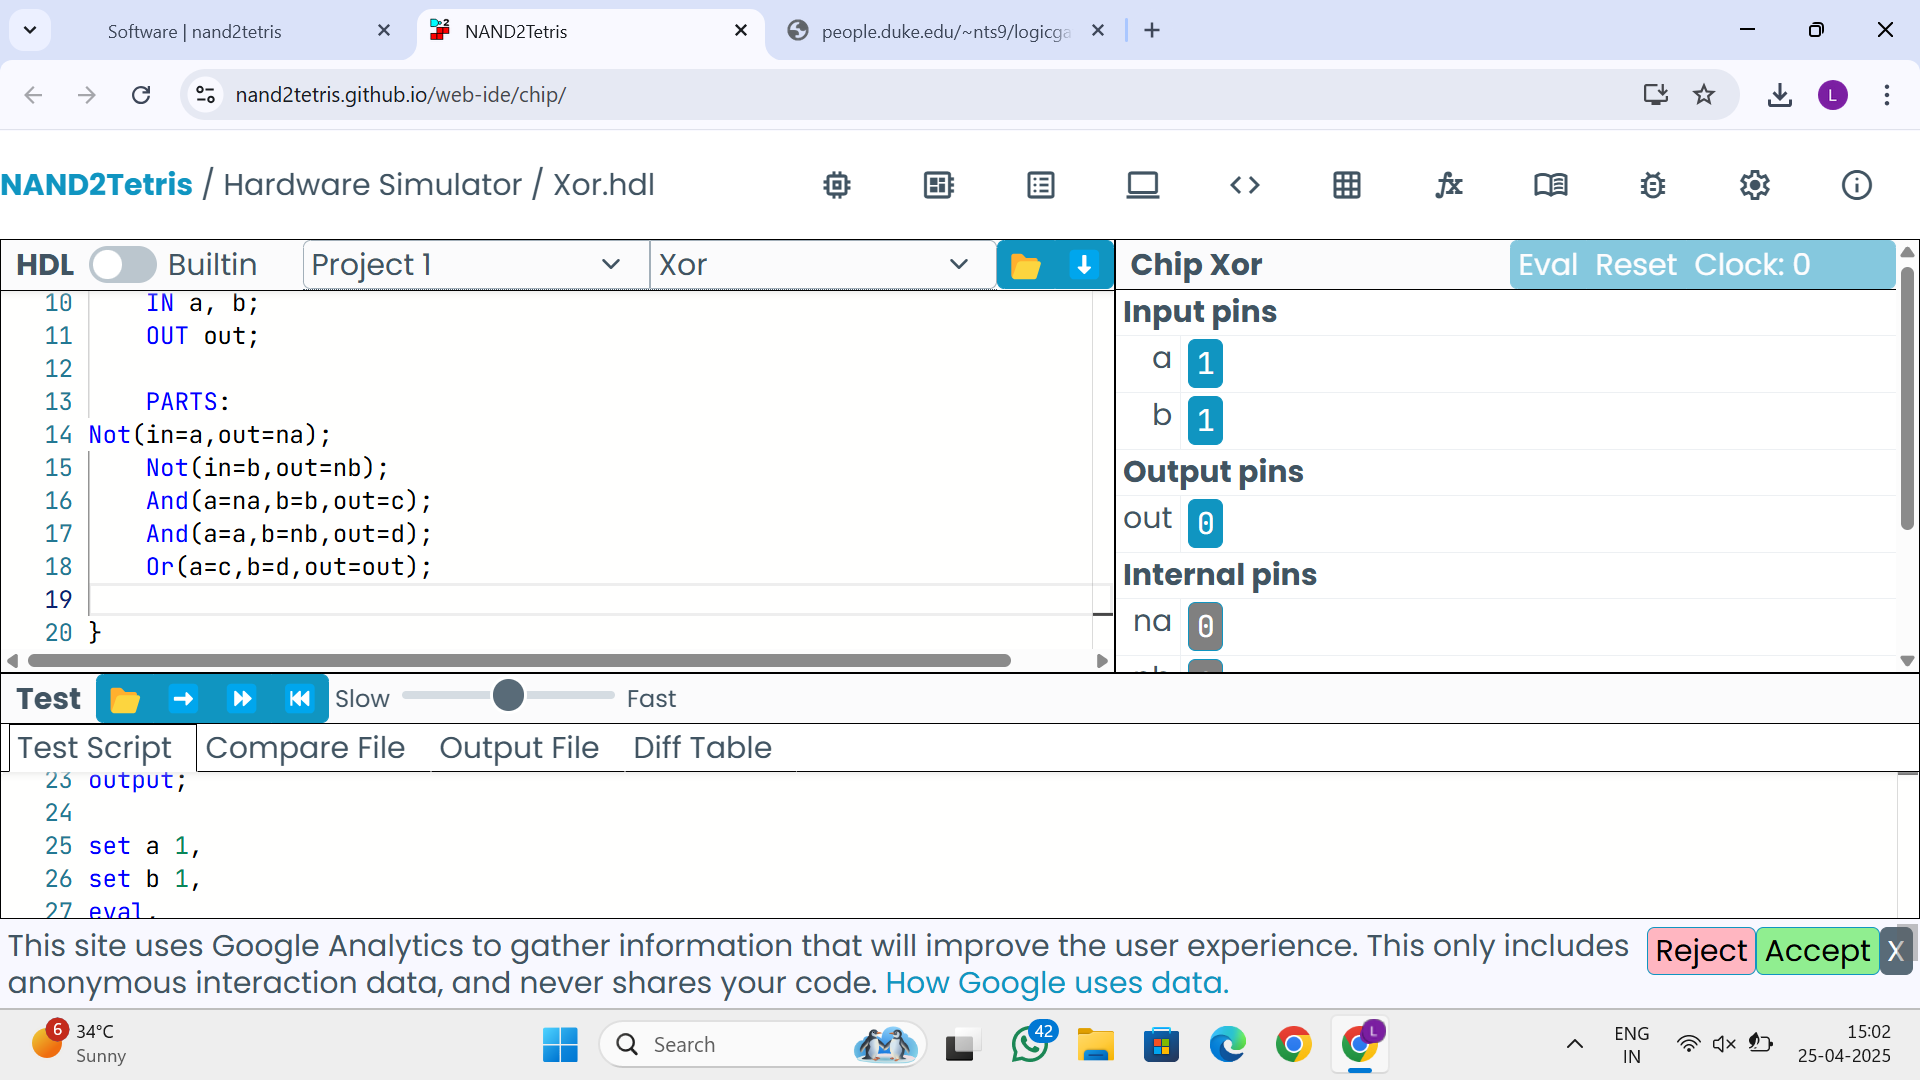 Software | nand2tetris
NAND2Tetris
people.duke.edu/~nts9/logicga
nand2tetris.github.io/web-ide/chip/
L
NAND2Tetris / Hardware Simulator / Xor.hdl
HDL Builtin Project 1 Xor
Chip Xor Eval Reset Clock: 0
10 IN a, b;
11 OUT out;
12
13 PARTS:
14 Not(in=a,out=na);
15 Not(in=b,out=nb);
16 And(a=na,b=b,out=c);
17 And(a=a,b=nb,out=d);
18 Or(a=c,b=d,out=out);
19
20 }
Input pins
a 1
b 1
Output pins
out 0
Internal pins
na 0
Test Slow Fast
Test Script Compare File Output File Diff Table
23 output;
24
25 set a 1,
26 set b 1,
27 eval,
This site uses Google Analytics to gather information that will improve the user experience. This only includes
anonymous interaction data, and never shares your code. How Google uses data.
Reject Accept X
6
34°C
Sunny
Search
42
L
ENG
IN
15:02
25-04-2025